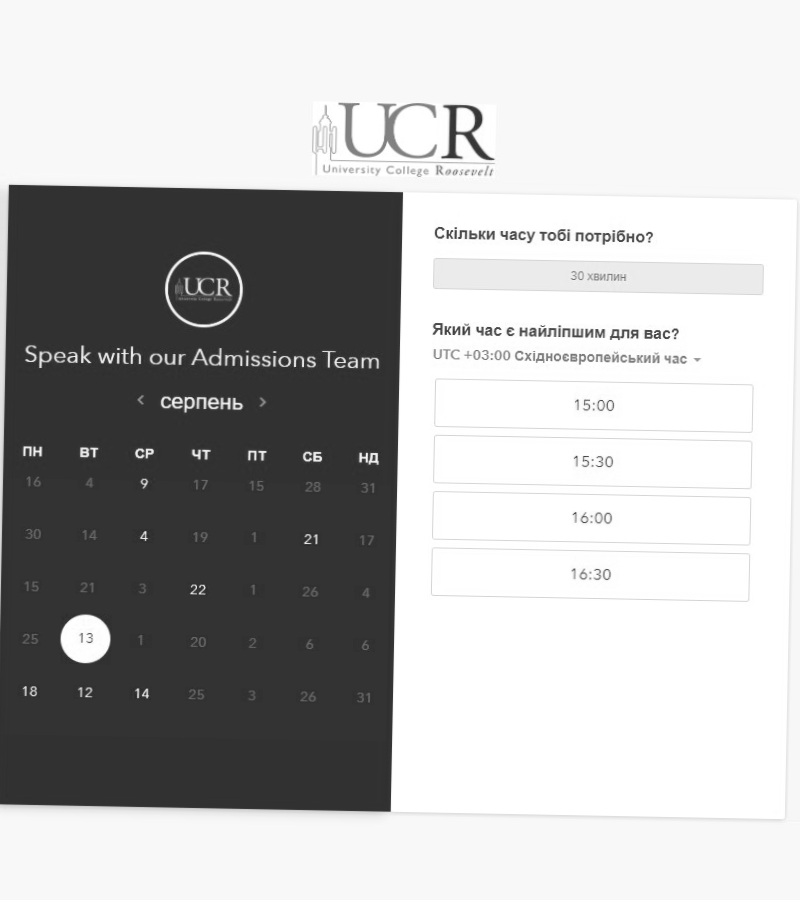 UCR
University College Roosevelt
UCR
Speak with our Admissions Team
серпень
ПН ВТ СР ЧТ ПТ СБ НД
16 4 9 17 15 28 31
30 14 4 19 1 21 17
15 21 3 22 1 26 4
25 13 1 20 2 6 6
18 12 14 25 3 26 31
Скільки часу тобі потрібно?
30 хвилин
Який час є найліпшим для вас?
UTC +03:00 Східноєвропейський час
15:00
15:30
16:00
16:30